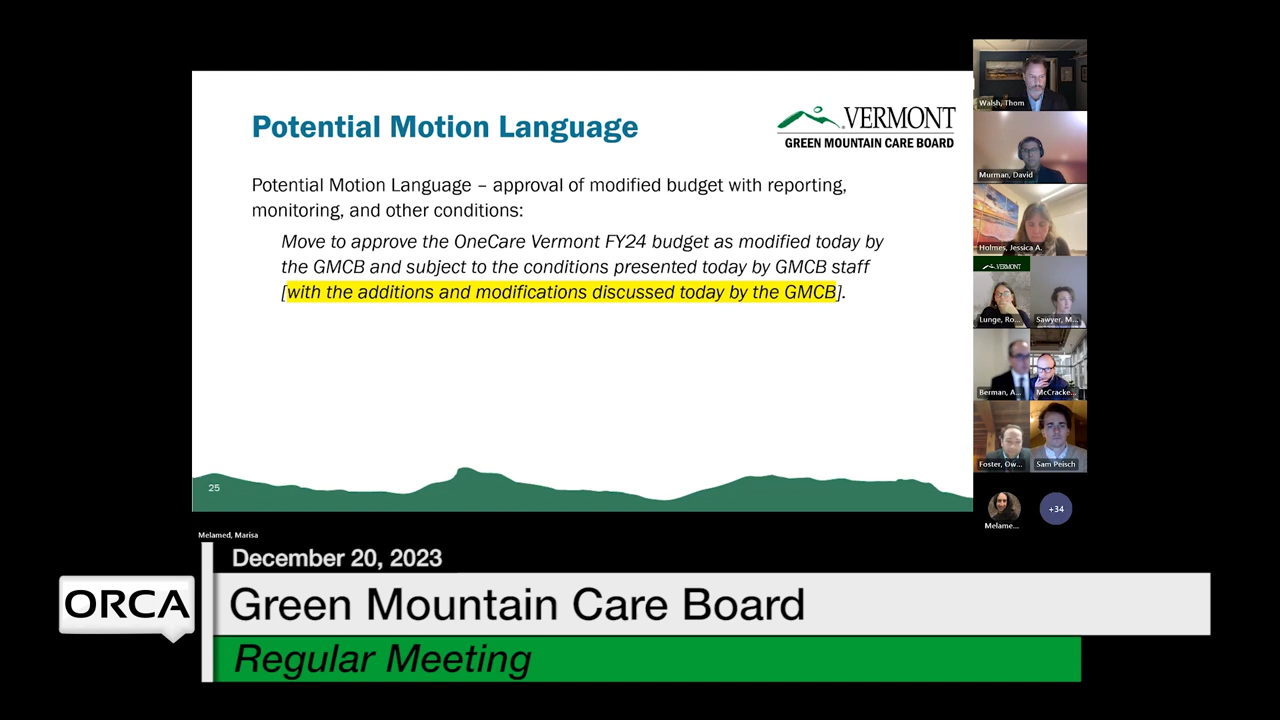 Potential Motion Language
VERMONT
GREEN MOUNTAIN CARE BOARD
Potential Motion Language – approval of modified budget with reporting,
monitoring, and other conditions:
Move to approve the OneCare Vermont FY24 budget as modified today by
the GMCB and subject to the conditions presented today by GMCB staff
[with the additions and modifications discussed today by the GMCB].
25
Walsh, Thom
Murman, David
Holmes, Jessica A.
VERMONT
Lunge, Ro...
Sawyer, M...
Berman, A...
McCracke...
Foster, Ow...
Sam Peisch
Melame...
+34
Melamed, Marisa
December 20, 2023
ORCA
Green Mountain Care Board
Regular Meeting